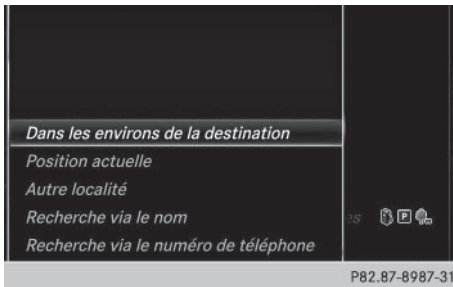 Dans les environs de la destination
Position actuelle
Autre localité
Recherche via le nom
es P
Recherche via le numéro de téléphone
P82.87-8987-31